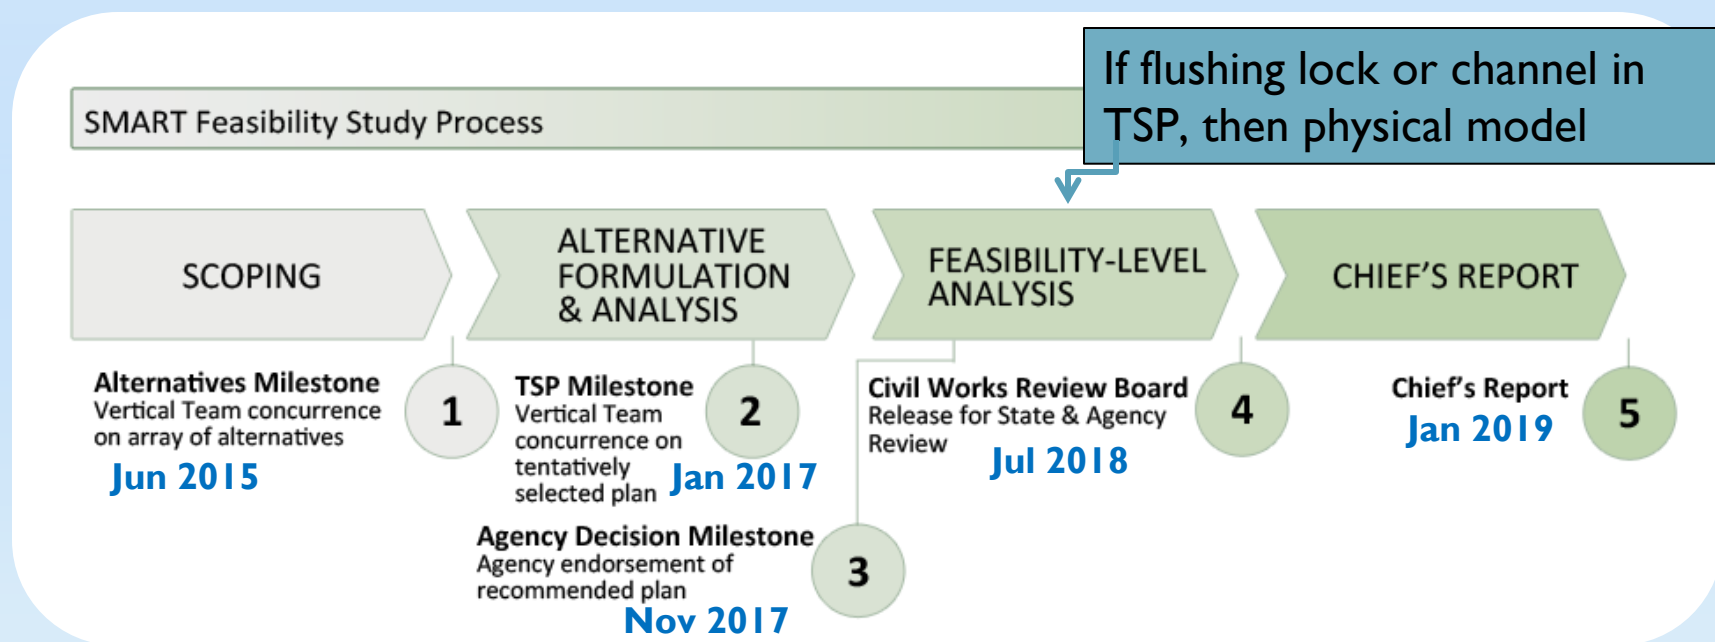 If flushing lock or channel in
TSP, then physical model
SMART Feasibility Study Process
SCOPING
ALTERNATIVE
FORMULATION
& ANALYSIS
FEASIBILITY-LEVEL
ANALYSIS
CHIEF'S REPORT
Alternatives Milestone
Vertical Team concurrence
on array of alternatives
Jun 2015
1
TSP Milestone
Vertical Team
concurrence on
tentatively
selected plan
Jan 2017
2
Agency Decision Milestone
Agency endorsement of
recommended plan
Nov 2017
3
Civil Works Review Board
Release for State & Agency
Review
Jul 2018
4
Chief's Report
Jan 2019
5